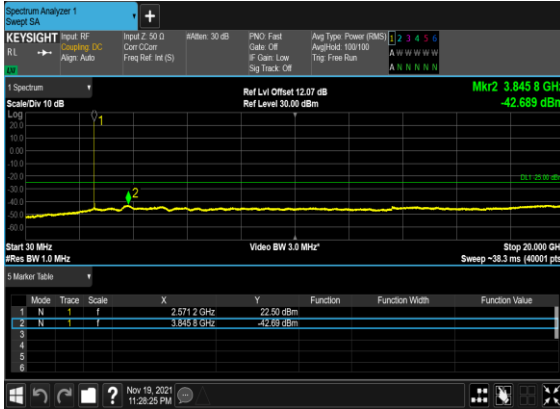 Spectrum Analyzer 1
Swept SA
+
KEYSIGHT Input: RF Input Z: 50 Ω #Atten: 30 dB PNO: Fast Avg Type: Power (RMS) 1 2 3 4 5 6
RL Coupling: DC Corr CCorr Gate: Off Avg|Hold: 100/100 A W W W W W
Align: Auto Freq Ref: Int (S) IF Gain: Low Trig: Free Run
Sig Track: Off A N N N N N
1 Spectrum Ref Lvl Offset 12.07 dB Mkr2 3.845 8 GHz
Scale/Div 10 dB Ref Level 30.00 dBm -42.689 dBm
Log
20.0
10.0
0.00
-10.0
-20.0
-30.0
-40.0
-50.0
-60.0
1
2
DL1 25.00 dBm
Start 30 MHz Video BW 3.0 MHz* Stop 20.000 GHz
#Res BW 1.0 MHz Sweep ~38.3 ms (40001 pts)
5 Marker Table
Mode Trace Scale X Y Function Function Width Function Value
1 N 1 f 2.571 2 GHz 22.50 dBm
2 N 1 f 3.845 8 GHz -42.69 dBm
3
4
5
6
? Nov 19, 2021
11:28:25 PM